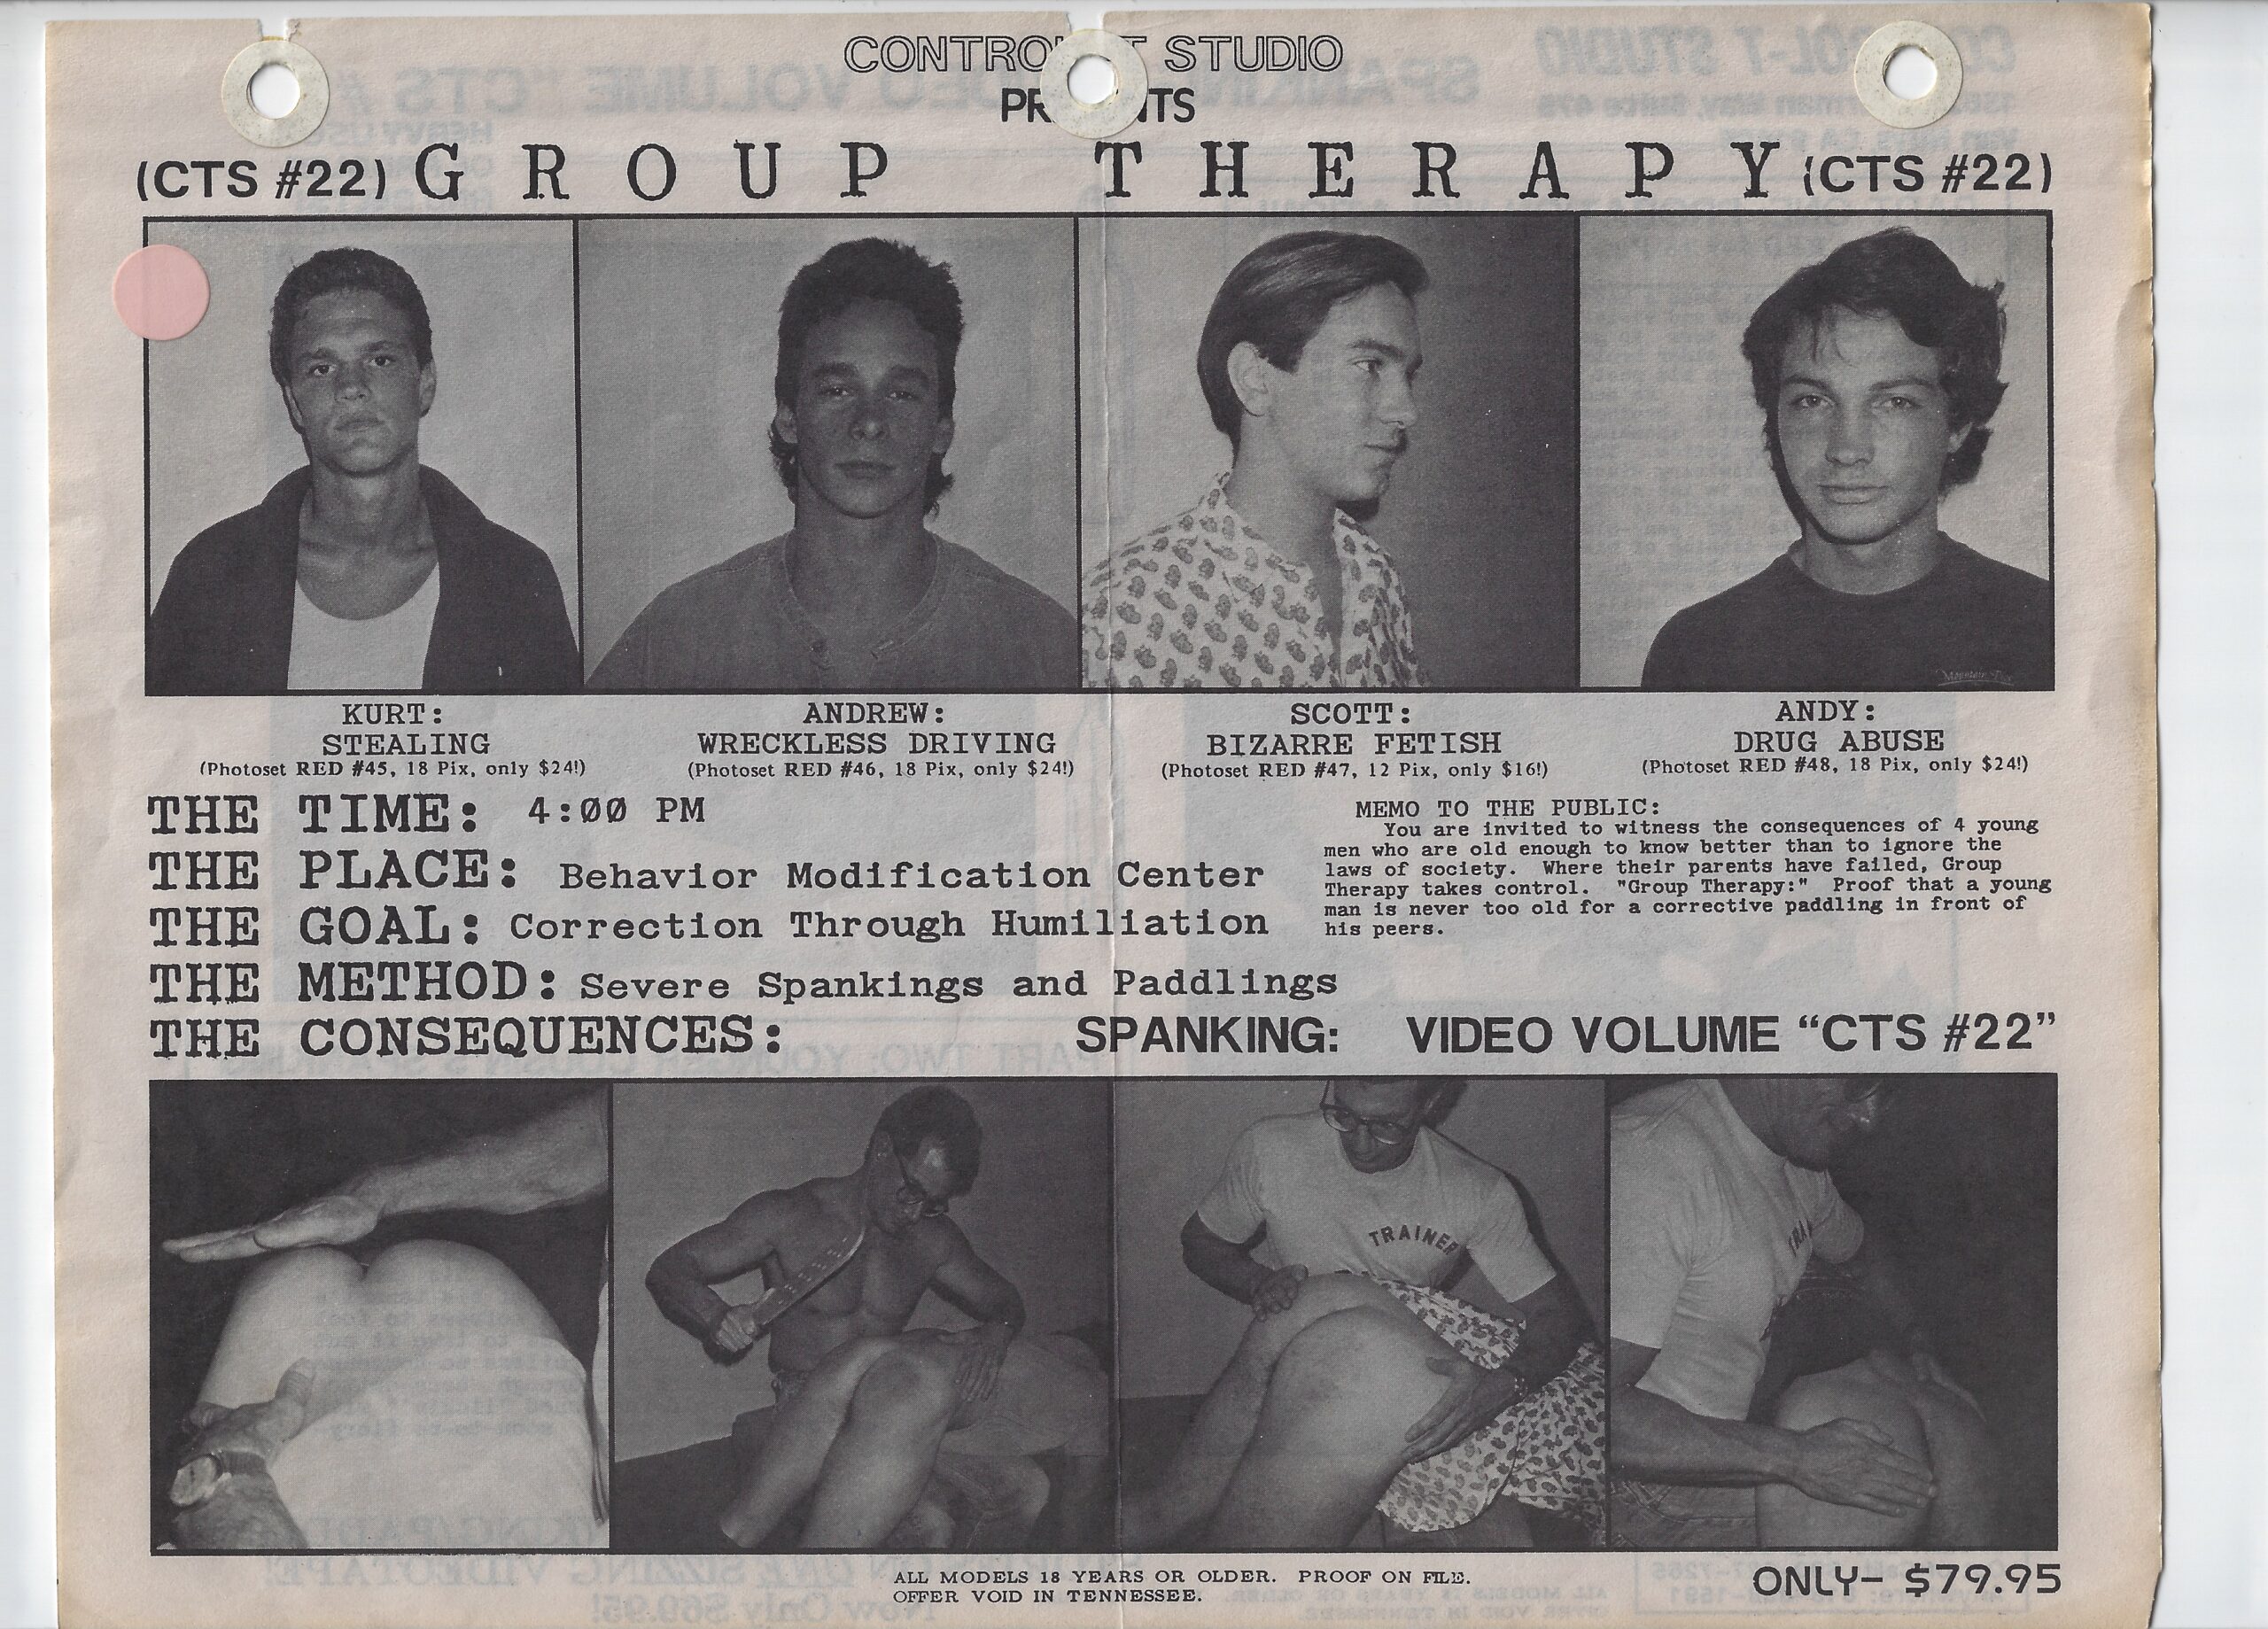 CONTRO T STUDIO
PR NTS
(CTS #22) GROUP THERAPY (CTS #22)
KURT:
STEALING
(Photoset RED #45, 18 Pix, only $24!)
ANDREW:
WRECKLESS DRIVING
(Photoset RED #46, 18 Pix, only $24!)
SCOTT:
BIZARRE FETISH
(Photoset RED #47, 12 Pix, only $16!)
ANDY:
DRUG ABUSE
(Photoset RED #48, 18 Pix, only $24!)
THE TIME: 4:00 PM
THE PLACE: Behavior Modification Center
THE GOAL: Correction Through Humiliation
THE METHOD: Severe Spankings and Paddlings
MEMO TO THE PUBLIC:
You are invited to witness the consequences of 4 young
men who are old enough to know better than to ignore the
laws of society. Where their parents have failed, Group
Therapy takes control. "Group Therapy:" Proof that a young
man is never too old for a corrective paddling in front of
his peers.
THE CONSEQUENCES: SPANKING: VIDEO VOLUME “CTS #22”
TRAINER
ALL MODELS 18 YEARS OR OLDER. PROOF ON FILE.
OFFER VOID IN TENNESSEE.
ONLY- $79.95